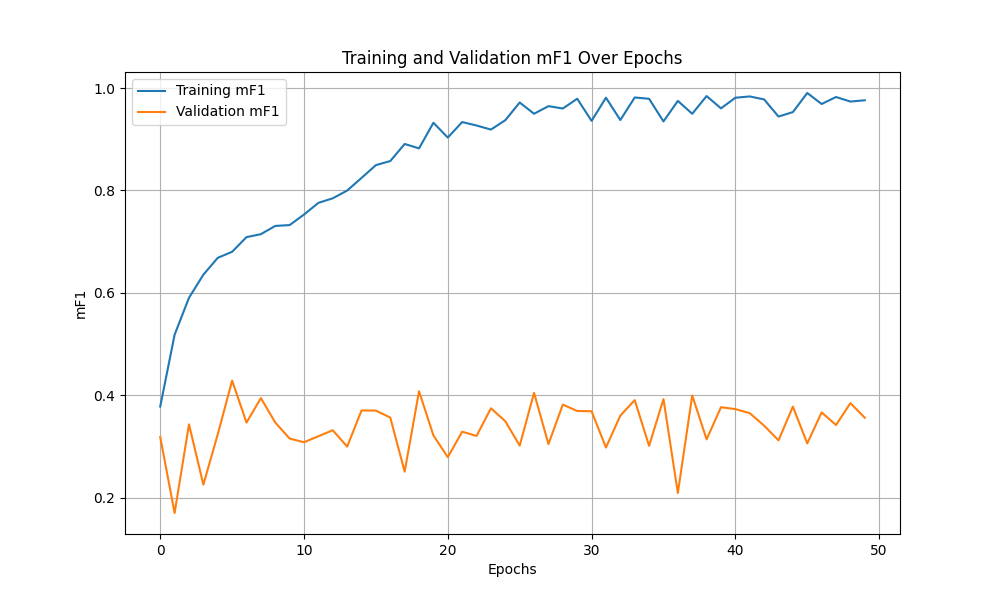 Training and Validation mF1 Over Epochs
Training mF1
Validation mF1
mF1
1.0
0.8
0.6
0.4
0.2
0 10 20 30 40 50
Epochs